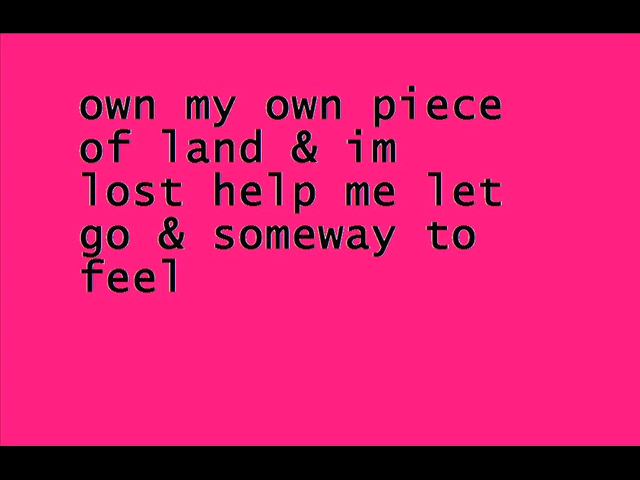 own my own piece
of land & im
lost help me let
go & someway to
feel